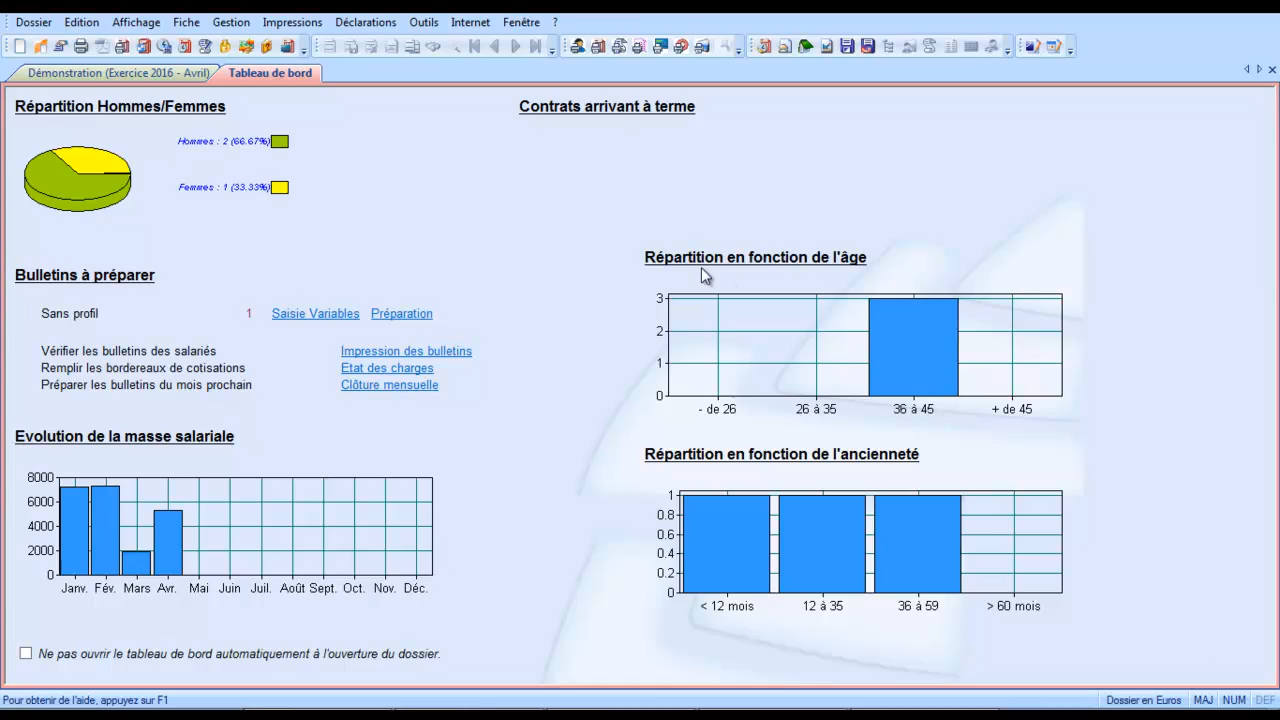 Dossier Edition Affichage Fiche Gestion Impressions Déclarations Outils Internet Fenêtre ?
Démonstration (Exercice 2016 - Avril) Tableau de bord
Répartition Hommes/Femmes
Hommes : 2 (66.67%)
Femmes : 1 (33.33%)
Contrats arrivant à terme
Bulletins à préparer
Sans profil 1 Saisie Variables Préparation
Vérifier les bulletins des salariés Impression des bulletins
Remplir les bordereaux de cotisations Etat des charges
Préparer les bulletins du mois prochain Clôture mensuelle
Répartition en fonction de l'âge
3
2
1
0
- de 26 26 à 35 36 à 45 + de 45
Evolution de la masse salariale
8000
6000
4000
2000
0
Janv. Fév. Mars Avr. Mai Juin Juil. Août Sept. Oct. Nov. Déc.
Répartition en fonction de l'ancienneté
1
0.8
0.6
0.4
0.2
0
< 12 mois 12 à 35 36 à 59 > 60 mois
Ne pas ouvrir le tableau de bord automatiquement à l'ouverture du dossier.
Pour obtenir de l'aide, appuyez sur F1 Dossier en Euros MAJ NUM DEF